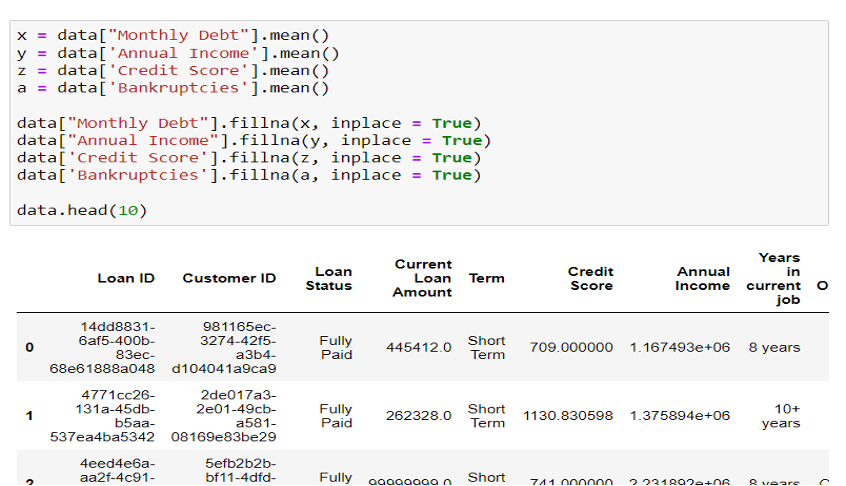 x = data["Monthly Debt"].mean()
y = data['Annual Income'].mean()
z = data['Credit Score'].mean()
a = data['Bankruptcies'].mean()
data["Monthly Debt"].fillna(x, inplace = True)
data["Annual Income"].fillna(y, inplace = True)
data['Credit Score'].fillna(z, inplace = True)
data['Bankruptcies'].fillna(a, inplace = True)
data.head(10)
Loan ID Customer ID Loan Status Current Loan Amount Term Credit Score Annual Income Years in current job O
0 14dd8831-6af5-400b-83ec-68e61888a048 981165ec-3274-42f5-a3b4-d104041a9ca9 Fully Paid 445412.0 Short Term 709.000000 1.167493e+06 8 years
1 4771cc26-131a-45db-b5aa-537ea4ba5342 2de017a3-2e01-49cb-a581-08169e83be29 Fully Paid 262328.0 Short Term 1130.830598 1.375894e+06 10+ years
2 4eed4e6a-aa2f-4c91- 5efb2b2b-bf11-4dfd- Fully 99999999.0 Short 741.000000 2.231892e+06 8 years